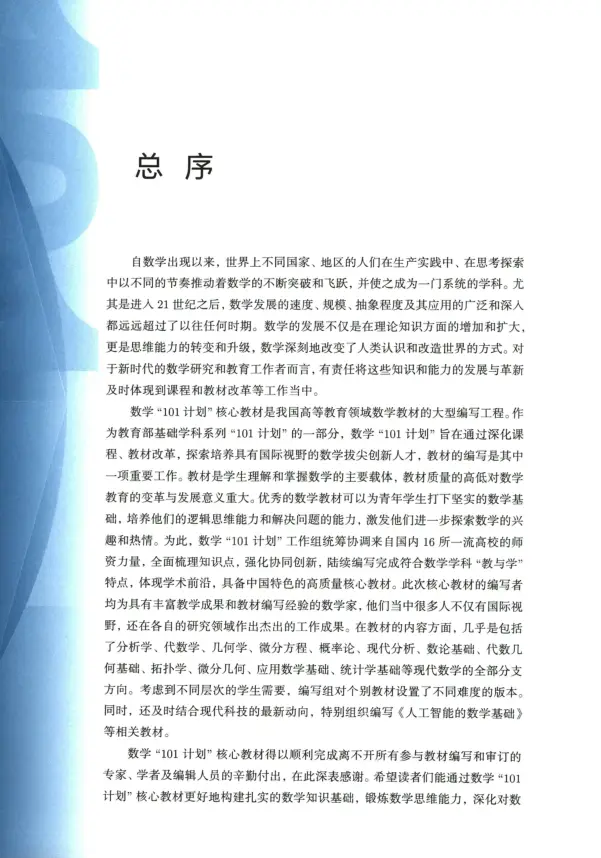 总 序
自数学出现以来，世界上不同国家、地区的人们在生产实践中、在思考探索
中以不同的节奏推动着数学的不断突破和飞跃，并使之成为一门系统的学科。尤
其是进入 21 世纪之后，数学发展的速度、规模、抽象程度及其应用的广泛和深入
都远远超过了以往任何时期。数学的发展不仅是在理论知识方面的增加和扩大，
更是思维能力的转变和升级，数学深刻地改变了人类认识和改造世界的方式。对
于新时代的数学研究和教育工作者而言，有责任将这些知识和能力的发展与革新
及时体现到课程和教材改革等工作当中。
数学“101 计划”核心教材是我国高等教育领域数学教材的大型编写工程。作
为教育部基础学科系列“101 计划”的一部分，数学“101 计划”旨在通过深化课
程、教材改革，探索培养具有国际视野的数学拔尖创新人才，教材的编写是其中
一项重要工作。教材是学生理解和掌握数学的主要载体，教材质量的高低对数学
教育的变革与发展意义重大。优秀的数学教材可以为青年学生打下坚实的数学基
础，培养他们的逻辑思维能力和解决问题的能力，激发他们进一步探索数学的兴
趣和热情。为此，数学“101 计划”工作组统筹协调来自国内 16 所一流高校的师
资力量，全面梳理知识点，强化协同创新，陆续编写完成符合数学学科“教与学”
特点，体现学术前沿，具备中国特色的高质量核心教材。此次核心教材的编写者
均为具有丰富教学成果和教材编写经验的数学家，他们当中很多人不仅有国际视
野，还在各自的研究领域作出杰出的工作成果。在教材的内容方面，几乎是包括
了分析学、代数学、几何学、微分方程、概率论、现代分析、数论基础、代数几
何基础、拓扑学、微分几何、应用数学基础、统计学基础等现代数学的全部分支
方向。考虑到不同层次的学生需要，编写组对个别教材设置了不同难度的版本。
同时，还及时结合现代科技的最新动向，特别组织编写《人工智能的数学基础》
等相关教材。
数学“101 计划”核心教材得以顺利完成离不开所有参与教材编写和审订的
专家、学者及编辑人员的辛勤付出，在此深表感谢。希望读者们能通过数学“101
计划”核心教材更好地构建扎实的数学知识基础，锻炼数学思维能力，深化对数